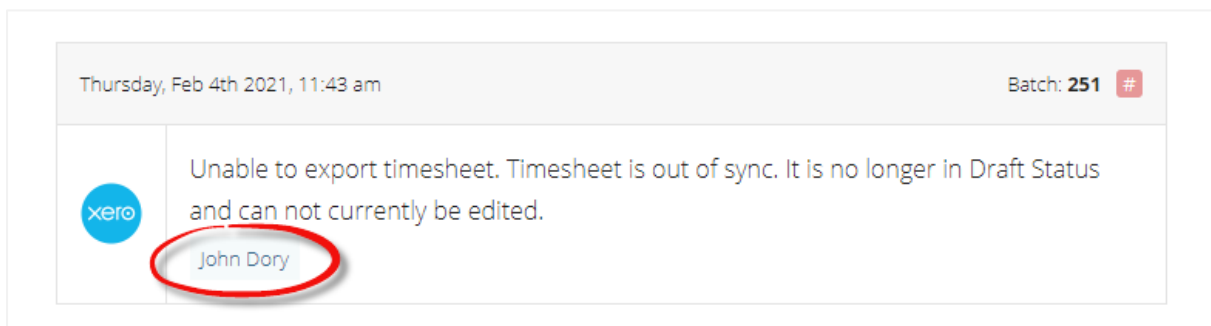 Thursday, Feb 4th 2021, 11:43 am
Batch: 251 #
Unable to export timesheet. Timesheet is out of sync. It is no longer in Draft Status
and can not currently be edited.
xero
John Dory